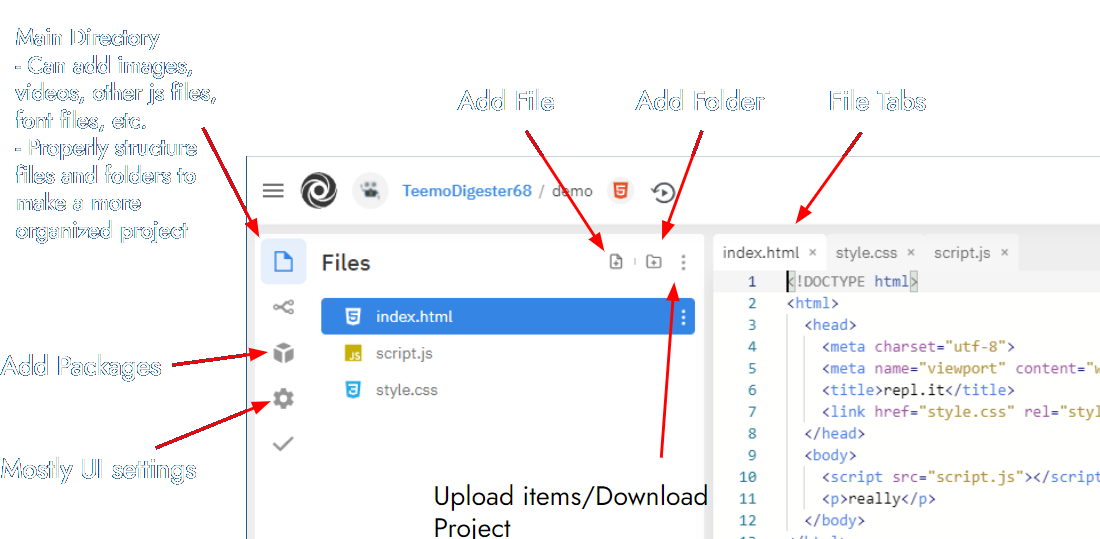 Main Directory
- Can add images,
videos, other js files,
font files, etc.
- Properly structure
files and folders to
make a more
organized project
Add File
Add Folder
File Tabs
TeemoDigester68 / demo
Files
index.html × style.css × script.js ×
index.html
JS script.js
style.css
Add Packages
Mostly UI settings
Upload items/Download
Project
1 <!DOCTYPE html>
2 <html>
3 <head>
4 <meta charset="utf-8">
5 <meta name="viewport" content="w
6 <title>repl.it</title>
7 <link href="style.css" rel="styl
8 </head>
9 <body>
10 <script src="script.js"></script
11 <p>really</p>
12 </body>